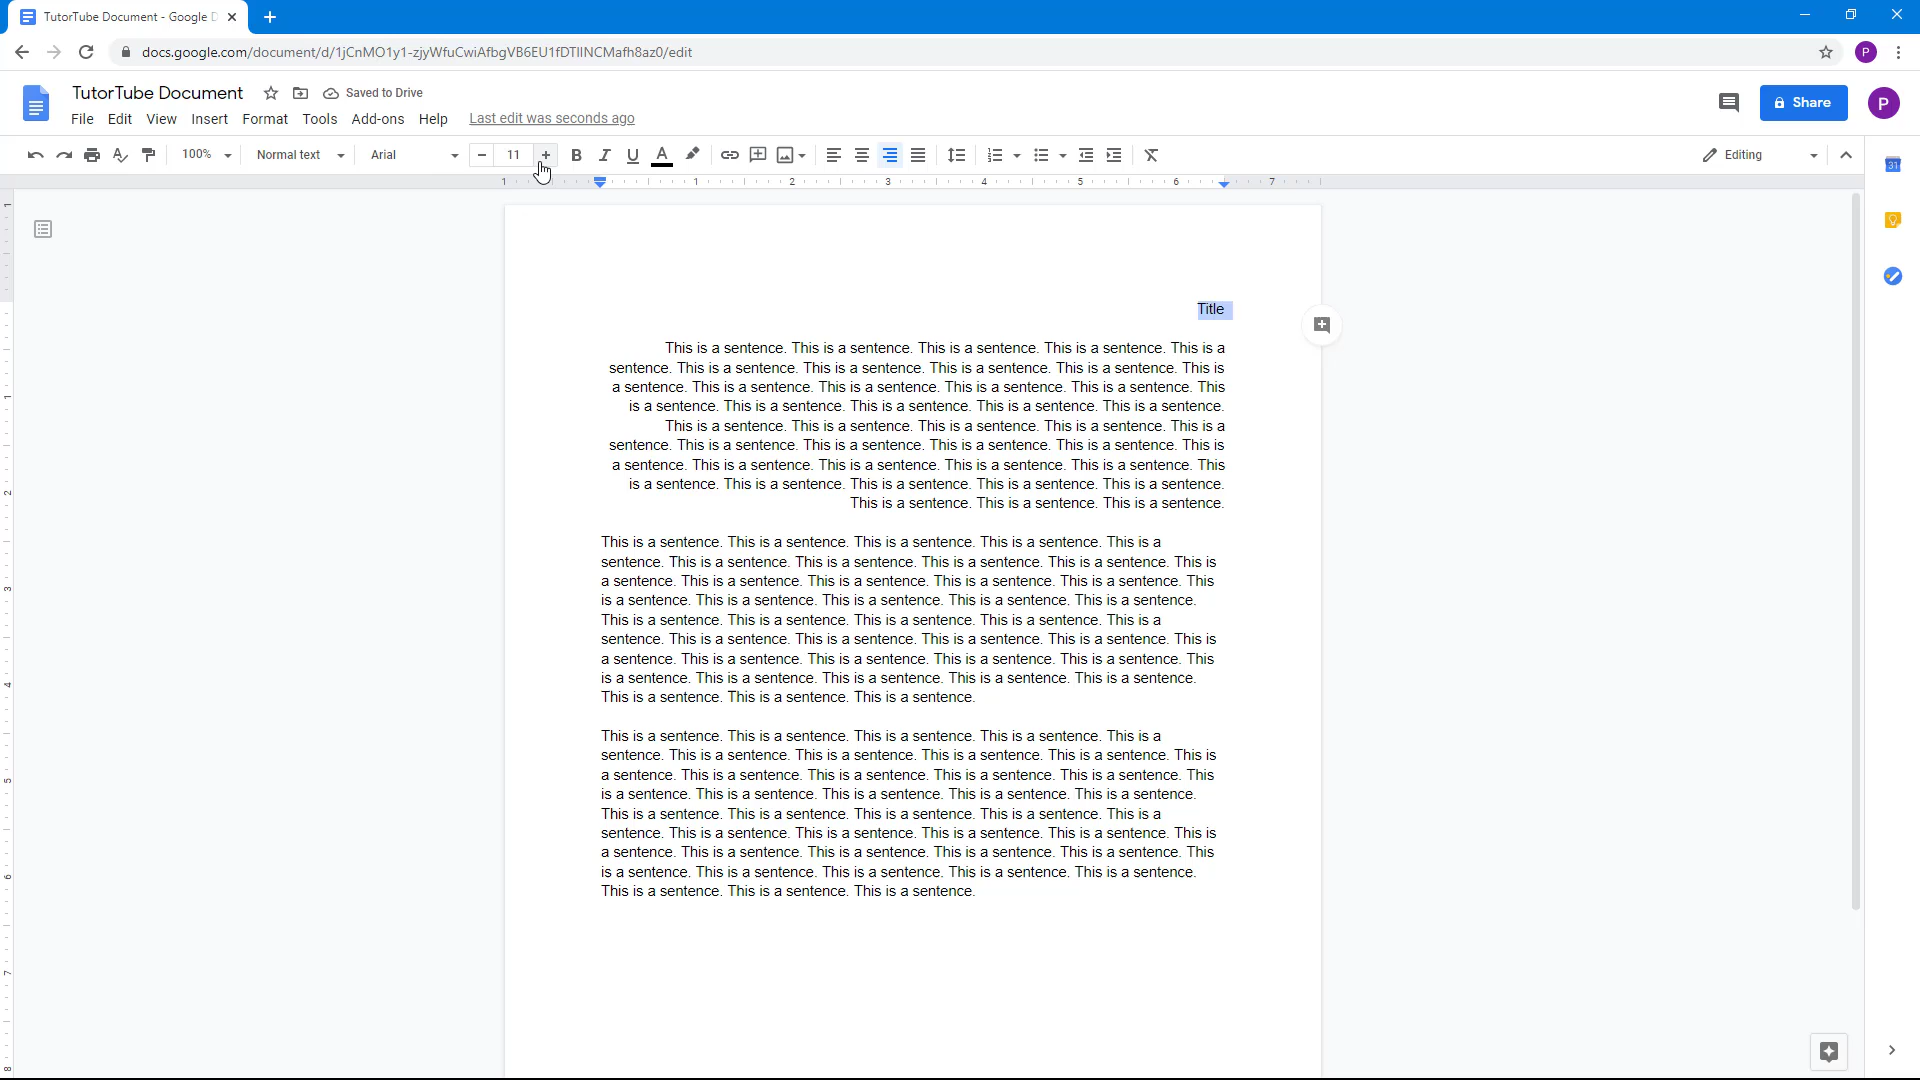 TutorTube Document - Google D
docs.google.com/document/d/1jCnMO1y1-zjyWfuCwiAfbgVB6EU1fDTIINCMafh8az0/edit
P
TutorTube Document
Saved to Drive
Share
P
File Edit View Insert Format Tools Add-ons Help Last edit was seconds ago
100% Normal text Arial 11 B I U A Editing
31
1 1 2 3 4 5 6 7
1 1 2 3 4 5 6 7 8
Title
This is a sentence. This is a sentence. This is a sentence. This is a sentence. This is a
sentence. This is a sentence. This is a sentence. This is a sentence. This is a sentence. This is
a sentence. This is a sentence. This is a sentence. This is a sentence. This is a sentence. This
is a sentence. This is a sentence. This is a sentence. This is a sentence. This is a sentence.
This is a sentence. This is a sentence. This is a sentence. This is a sentence. This is a
sentence. This is a sentence. This is a sentence. This is a sentence. This is a sentence. This is
a sentence. This is a sentence. This is a sentence. This is a sentence. This is a sentence. This
is a sentence. This is a sentence. This is a sentence. This is a sentence. This is a sentence.
This is a sentence. This is a sentence. This is a sentence.
This is a sentence. This is a sentence. This is a sentence. This is a sentence. This is a
sentence. This is a sentence. This is a sentence. This is a sentence. This is a sentence. This is
a sentence. This is a sentence. This is a sentence. This is a sentence. This is a sentence. This
is a sentence. This is a sentence. This is a sentence. This is a sentence. This is a sentence.
This is a sentence. This is a sentence. This is a sentence. This is a sentence. This is a
sentence. This is a sentence. This is a sentence. This is a sentence. This is a sentence. This is
a sentence. This is a sentence. This is a sentence. This is a sentence. This is a sentence. This
is a sentence. This is a sentence. This is a sentence. This is a sentence. This is a sentence.
This is a sentence. This is a sentence. This is a sentence.
This is a sentence. This is a sentence. This is a sentence. This is a sentence. This is a
sentence. This is a sentence. This is a sentence. This is a sentence. This is a sentence. This is
a sentence. This is a sentence. This is a sentence. This is a sentence. This is a sentence. This
is a sentence. This is a sentence. This is a sentence. This is a sentence. This is a sentence.
This is a sentence. This is a sentence. This is a sentence. This is a sentence. This is a
sentence. This is a sentence. This is a sentence. This is a sentence. This is a sentence. This is
a sentence. This is a sentence. This is a sentence. This is a sentence. This is a sentence. This
is a sentence. This is a sentence. This is a sentence. This is a sentence. This is a sentence.
This is a sentence. This is a sentence. This is a sentence.